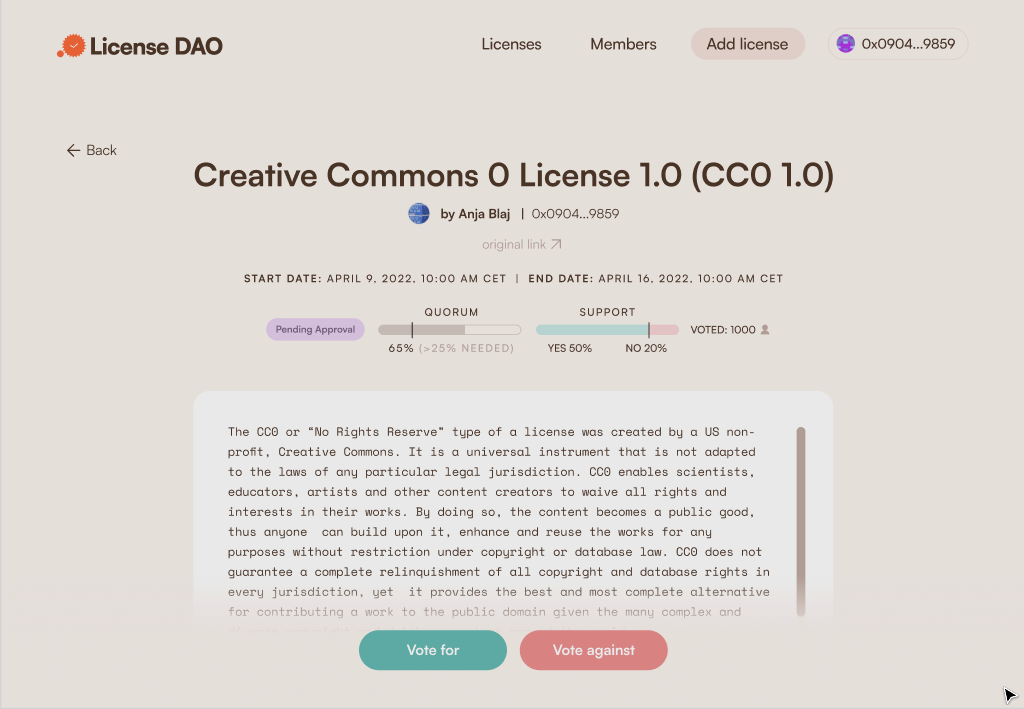 License DAO
Licenses
Members
Add license
0x0904...9859
← Back
Creative Commons 0 License 1.0 (CC0 1.0)
by Anja Blaj | 0x0904...9859
original link
START DATE: APRIL 9, 2022, 10:00 AM CET | END DATE: APRIL 16, 2022, 10:00 AM CET
QUORUM
SUPPORT
Pending Approval
VOTED: 1000
65% (>25% NEEDED)
YES 50%
NO 20%
The CC0 or “No Rights Reserve” type of a license was created by a US non-
profit, Creative Commons. It is a universal instrument that is not adapted
to the laws of any particular legal jurisdiction. CC0 enables scientists,
educators, artists and other content creators to waive all rights and
interests in their works. By doing so, the content becomes a public good,
thus anyone  can build upon it, enhance and reuse the works for any
purposes without restriction under copyright or database law. CC0 does not
guarantee a complete relinquishment of all copyright and database rights in
every jurisdiction, yet  it provides the best and most complete alternative
for contributing a work to the public domain given the many complex and
Vote for
Vote against